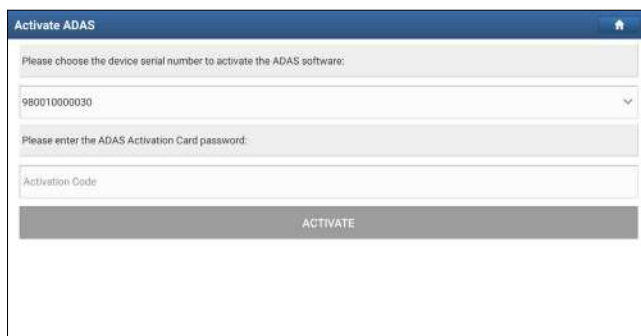 Activate ADAS
Please choose the device serial number to activate the ADAS software:
980010000030
Please enter the ADAS Activation Card password:
Activation Code
ACTIVATE